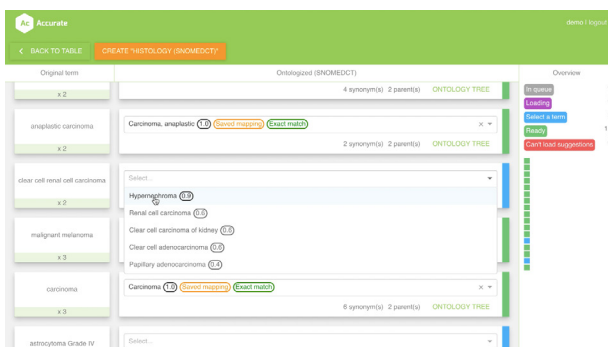 Ac Accurate
demo | logout
< BACK TO TABLE CREATE "HISTOLOGY (SNOMEDCT)"
Original term Ontologized (SNOMEDCT) Overview
x 2
4 synonym(s) 2 parent(s) ONTOLOGY TREE
anaplastic carcinoma
x 2
Carcinoma, anaplastic (1.0) (Saved mapping) (Exact match)
2 synonym(s) 2 parent(s) ONTOLOGY TREE
clear cell renal cell carcinoma
x 2
Select...
Hypernephroma (0.9)
Renal cell carcinoma (0.8)
Clear cell carcinoma of kidney (0.8)
Clear cell adenocarcinoma (0.6)
Papillary adenocarcinoma (0.4)
malignant melanoma
x 3
carcinoma
x 3
Carcinoma (1.0) (Saved mapping) (Exact match)
6 synonym(s) 2 parent(s) ONTOLOGY TREE
astrocytoma Grade IV
Select...
In queue
Loading
Select a term
Ready 1
Can't load suggestions